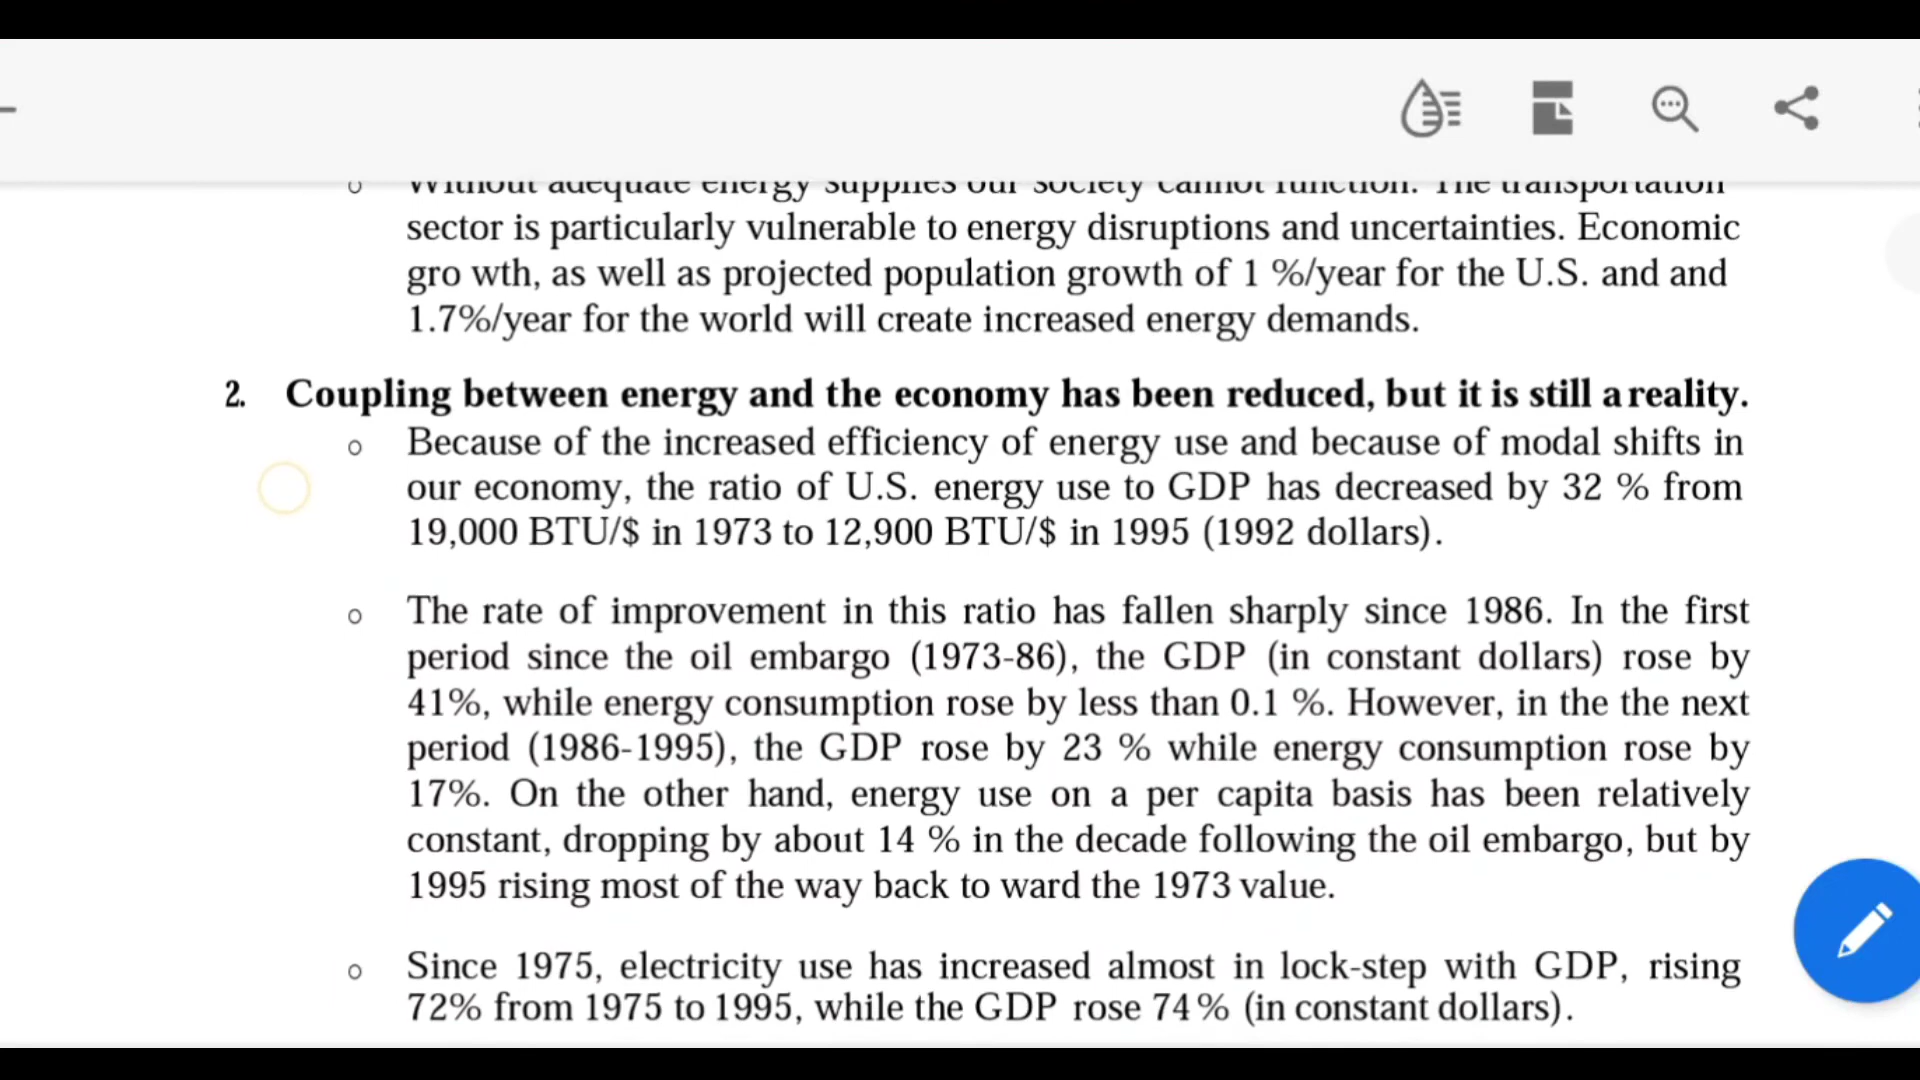 o Without adequate energy supplies our society cannot function. The transportation
sector is particularly vulnerable to energy disruptions and uncertainties. Economic
gro wth, as well as projected population growth of 1 %/year for the U.S. and and
1.7%/year for the world will create increased energy demands.
2. Coupling between energy and the economy has been reduced, but it is still a reality.
o Because of the increased efficiency of energy use and because of modal shifts in
our economy, the ratio of U.S. energy use to GDP has decreased by 32 % from
19,000 BTU/$ in 1973 to 12,900 BTU/$ in 1995 (1992 dollars).
o The rate of improvement in this ratio has fallen sharply since 1986. In the first
period since the oil embargo (1973-86), the GDP (in constant dollars) rose by
41%, while energy consumption rose by less than 0.1 %. However, in the the next
period (1986-1995), the GDP rose by 23 % while energy consumption rose by
17%. On the other hand, energy use on a per capita basis has been relatively
constant, dropping by about 14 % in the decade following the oil embargo, but by
1995 rising most of the way back to ward the 1973 value.
o Since 1975, electricity use has increased almost in lock-step with GDP, rising
72% from 1975 to 1995, while the GDP rose 74% (in constant dollars).